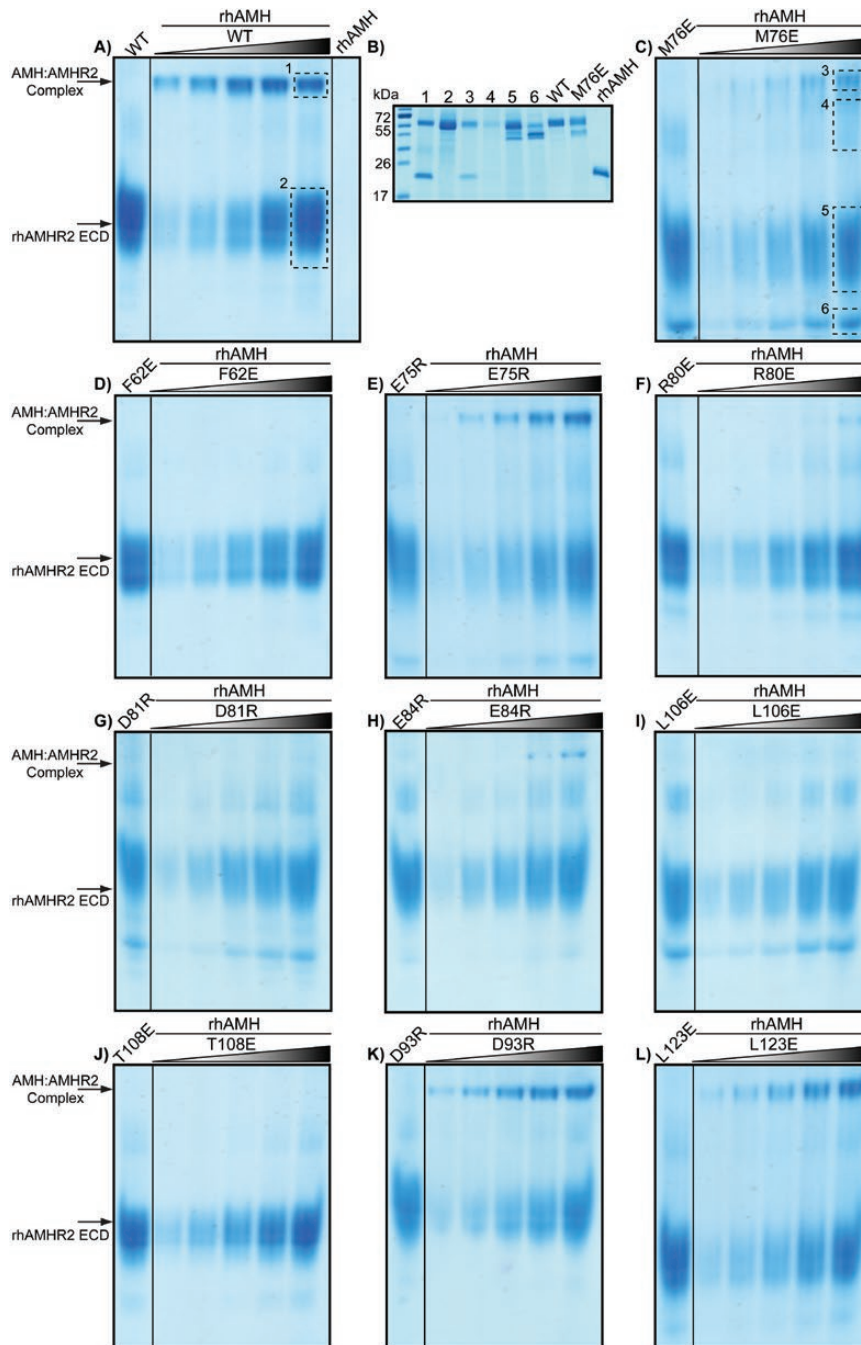 rhAMH
A) WT WT rhAMH
AMH:AMHR2
Complex
1
2
rhAMHR2 ECD
B)
kDa 1 2 3 4 5 6 WT M76E rhAMH
72
55
26
17
rhAMH
C) M76E M76E
3
4
5
6
rhAMH
D) F62E F62E
AMH:AMHR2
Complex
rhAMHR2 ECD
rhAMH
E) E75R E75R
rhAMH
F) R80E R80E
rhAMH
G) D81R D81R
AMH:AMHR2
Complex
rhAMHR2 ECD
rhAMH
H) E84R E84R
rhAMH
I) L106E L106E
rhAMH
J) T108E T108E
AMH:AMHR2
Complex
rhAMHR2 ECD
rhAMH
K) D93R D93R
rhAMH
L) L123E L123E